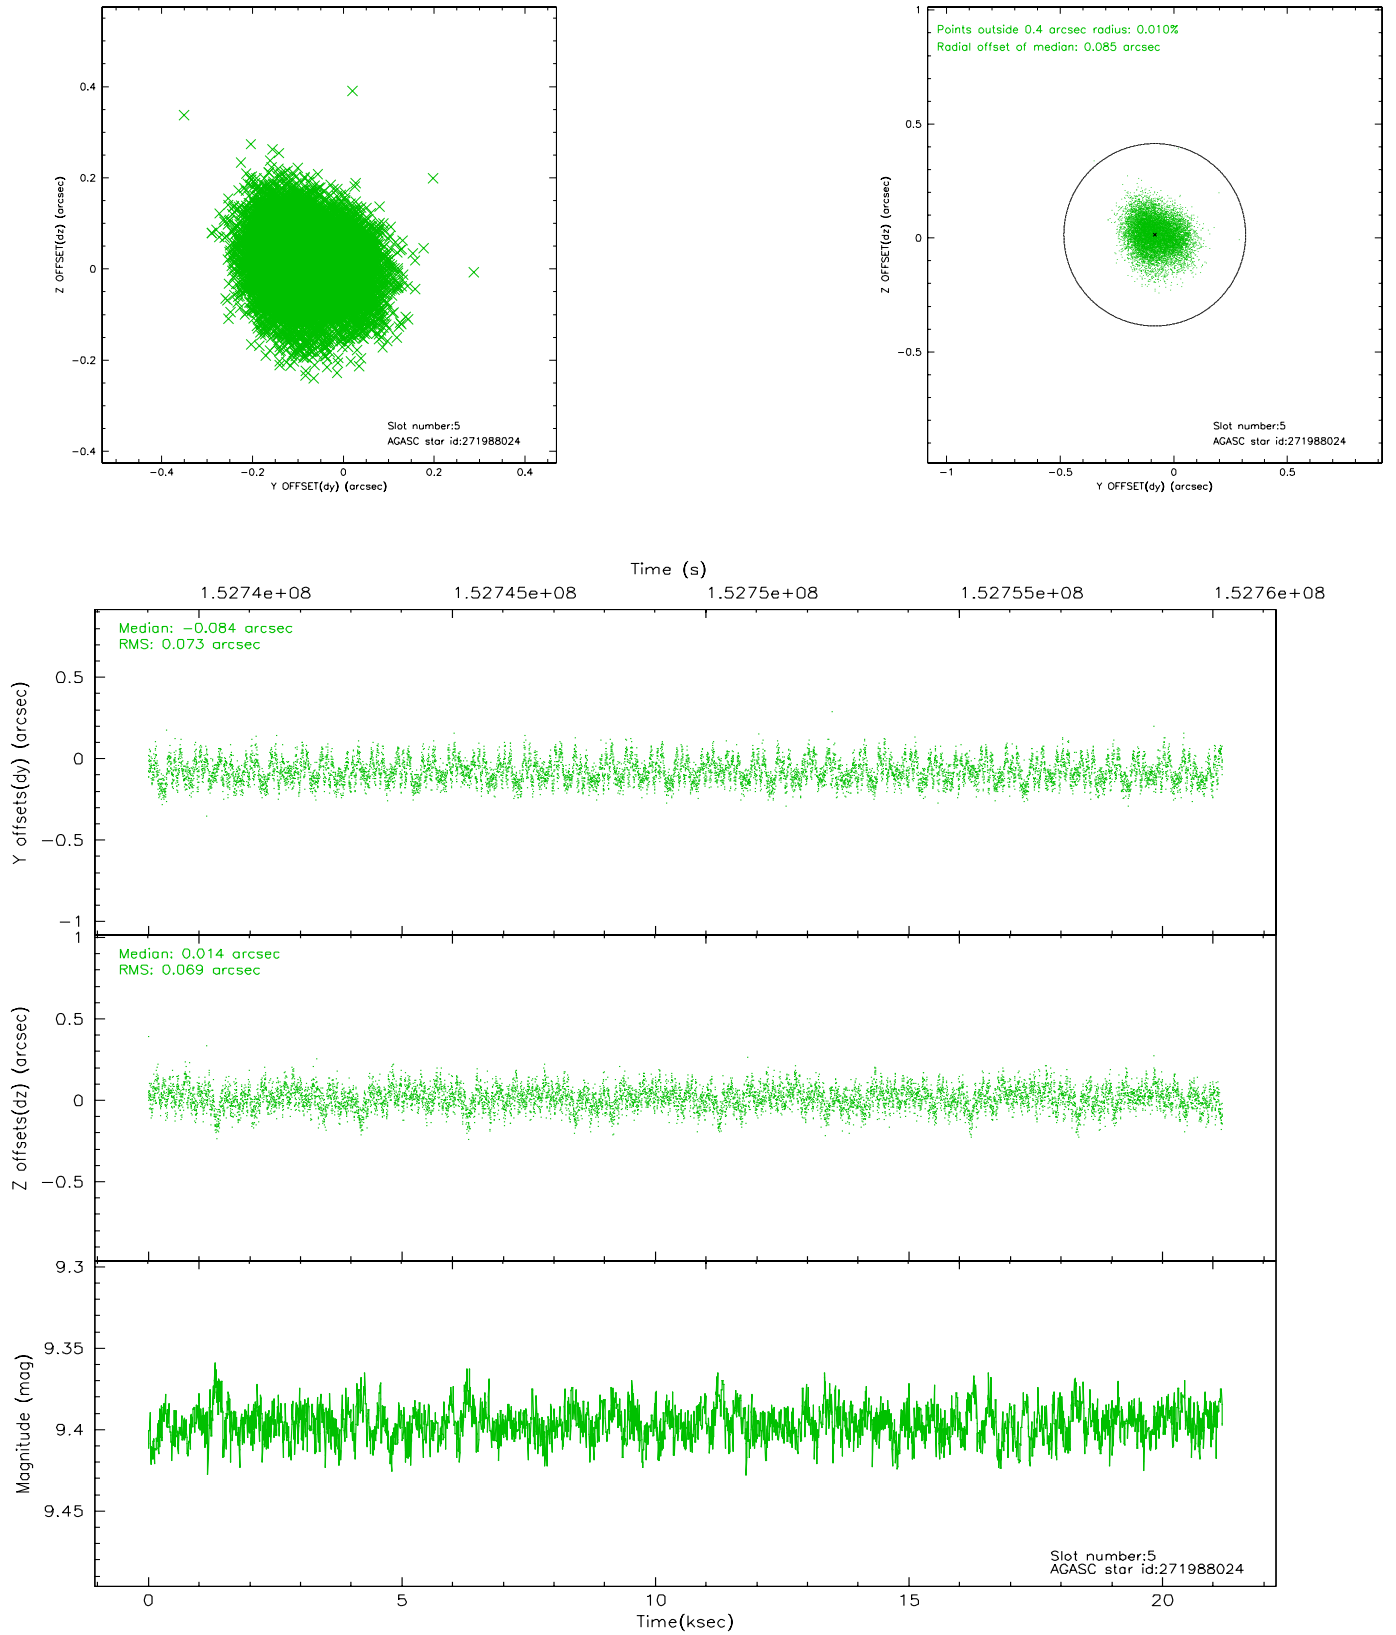 0.4
0.2
0
−0.2
−0.4
Z OFFSET(dz) (arcsec)
−0.4
−0.2
0
0.2
0.4
Y OFFSET(dy) (arcsec)
Slot number:5
AGASC star id:271988024
Points outside 0.4 arcsec radius: 0.010%
Radial offset of median: 0.085 arcsec
1
0.5
0
−0.5
Z OFFSET(dz) (arcsec)
−1
−0.5
0
0.5
Y OFFSET(dy) (arcsec)
Slot number:5
AGASC star id:271988024
Time (s)
1.5274e+08
1.52745e+08
1.5275e+08
1.52755e+08
1.5276e+08
Median: −0.084 arcsec
RMS: 0.073 arcsec
0.5
0
−0.5
−1
Y offsets(dy) (arcsec)
Median: 0.014 arcsec
RMS: 0.069 arcsec
1
0.5
0
−0.5
Z offsets(dz) (arcsec)
9.3
9.35
9.4
9.45
Magnitude (mag)
Slot number:5
AGASC star id:271988024
0
5
10
15
20
Time(ksec)